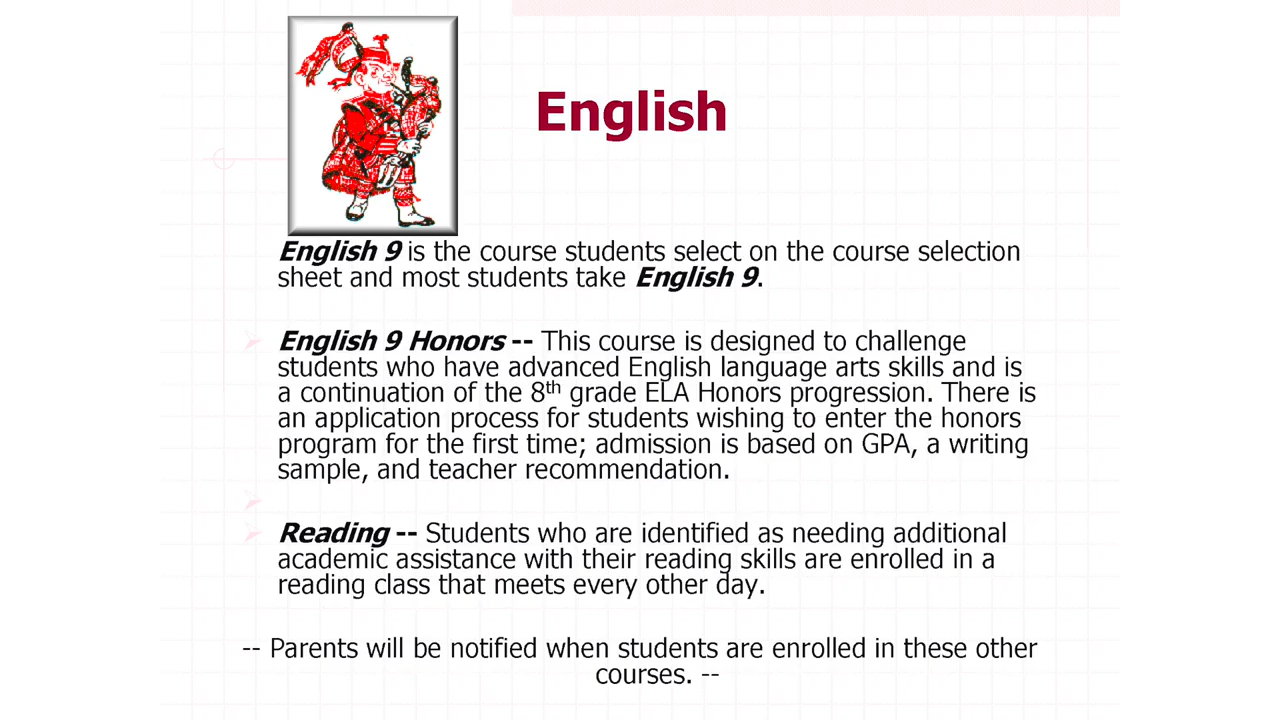 English
English 9 is the course students select on the course selection
sheet and most students take English 9.
English 9 Honors -- This course is designed to challenge
students who have advanced English language arts skills and is
a continuation of the 8th grade ELA Honors progression. There is
an application process for students wishing to enter the honors
program for the first time; admission is based on GPA, a writing
sample, and teacher recommendation.
Reading -- Students who are identified as needing additional
academic assistance with their reading skills are enrolled in a
reading class that meets every other day.
-- Parents will be notified when students are enrolled in these other
courses. --